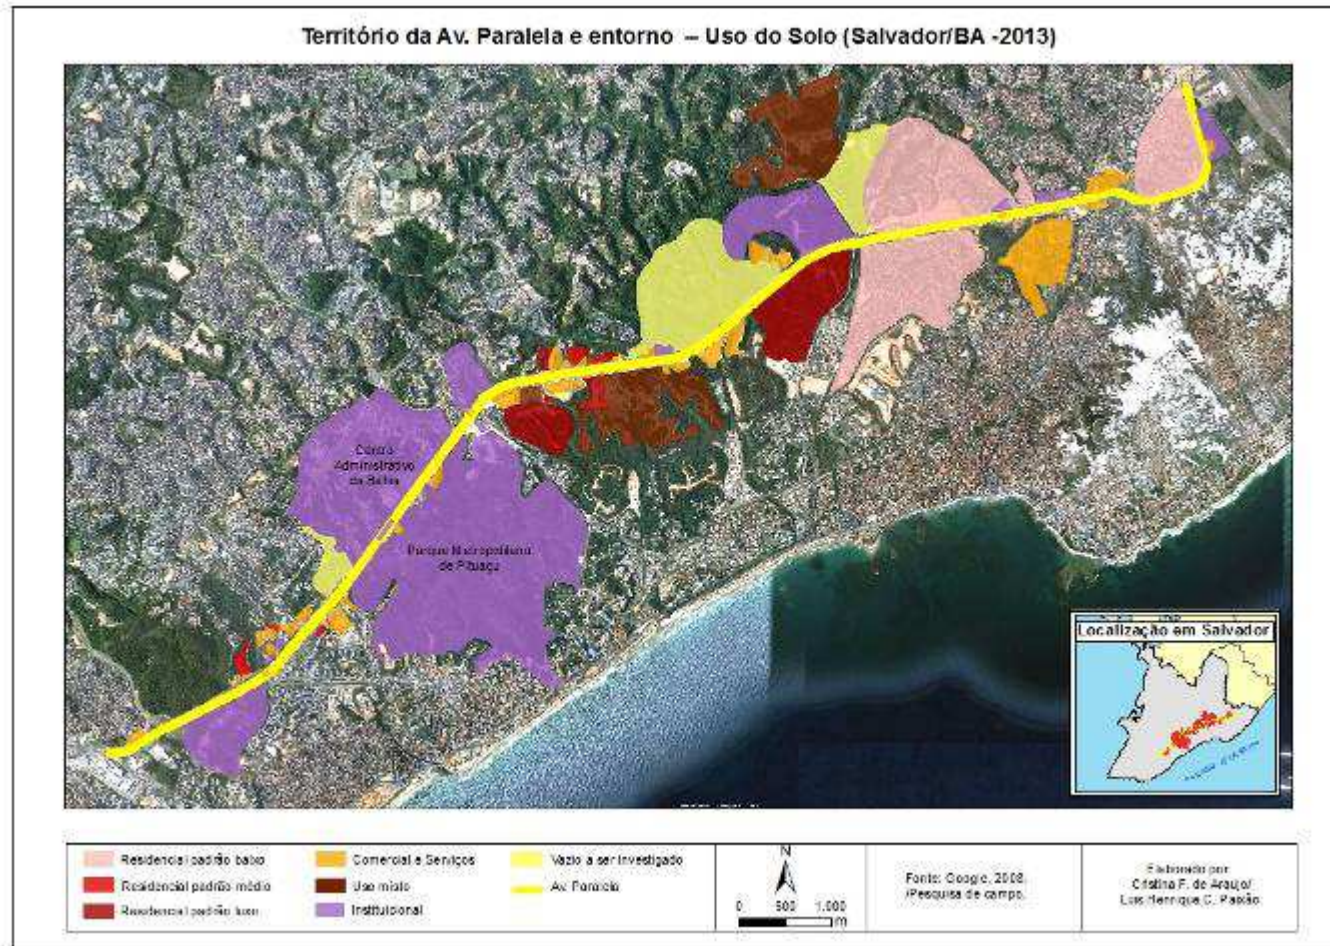 Território da Av. Paralela e entorno – Uso do Solo (Salvador/BA -2013)
Centro
Administrativo
da Bahia
Parque Metropolitano
de Pituaçu
Localização em Salvador
Residencial padrão baixo
Residencial padrão médio
Residencial padrão luxo
Comercial e Serviços
Uso misto
Institucional
Vazio a ser investigado
Av. Paralela
N
0 500 1.000
m
Fonte: Google, 2008.
/Pesquisa de campo.
Elaborado por
Cristina F. de Araujo/
Luis Henrique C. Paixão.